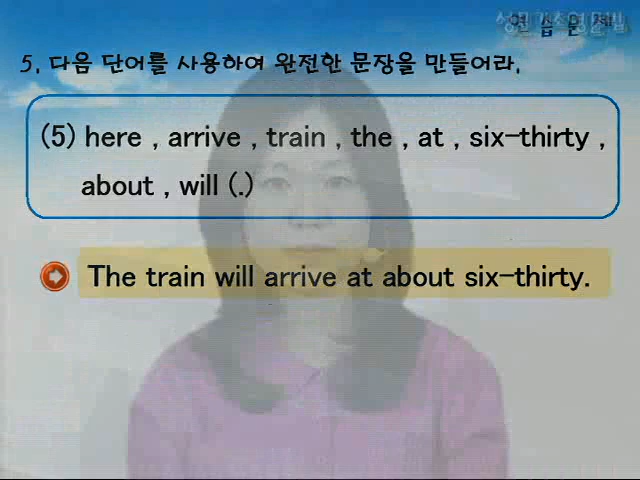 5. 다음 단어를 사용하여 완전한 문장을 만들어라.
(5) here , arrive , train , the , at , six-thirty ,
about , will (.)
The train will arrive at about six-thirty.